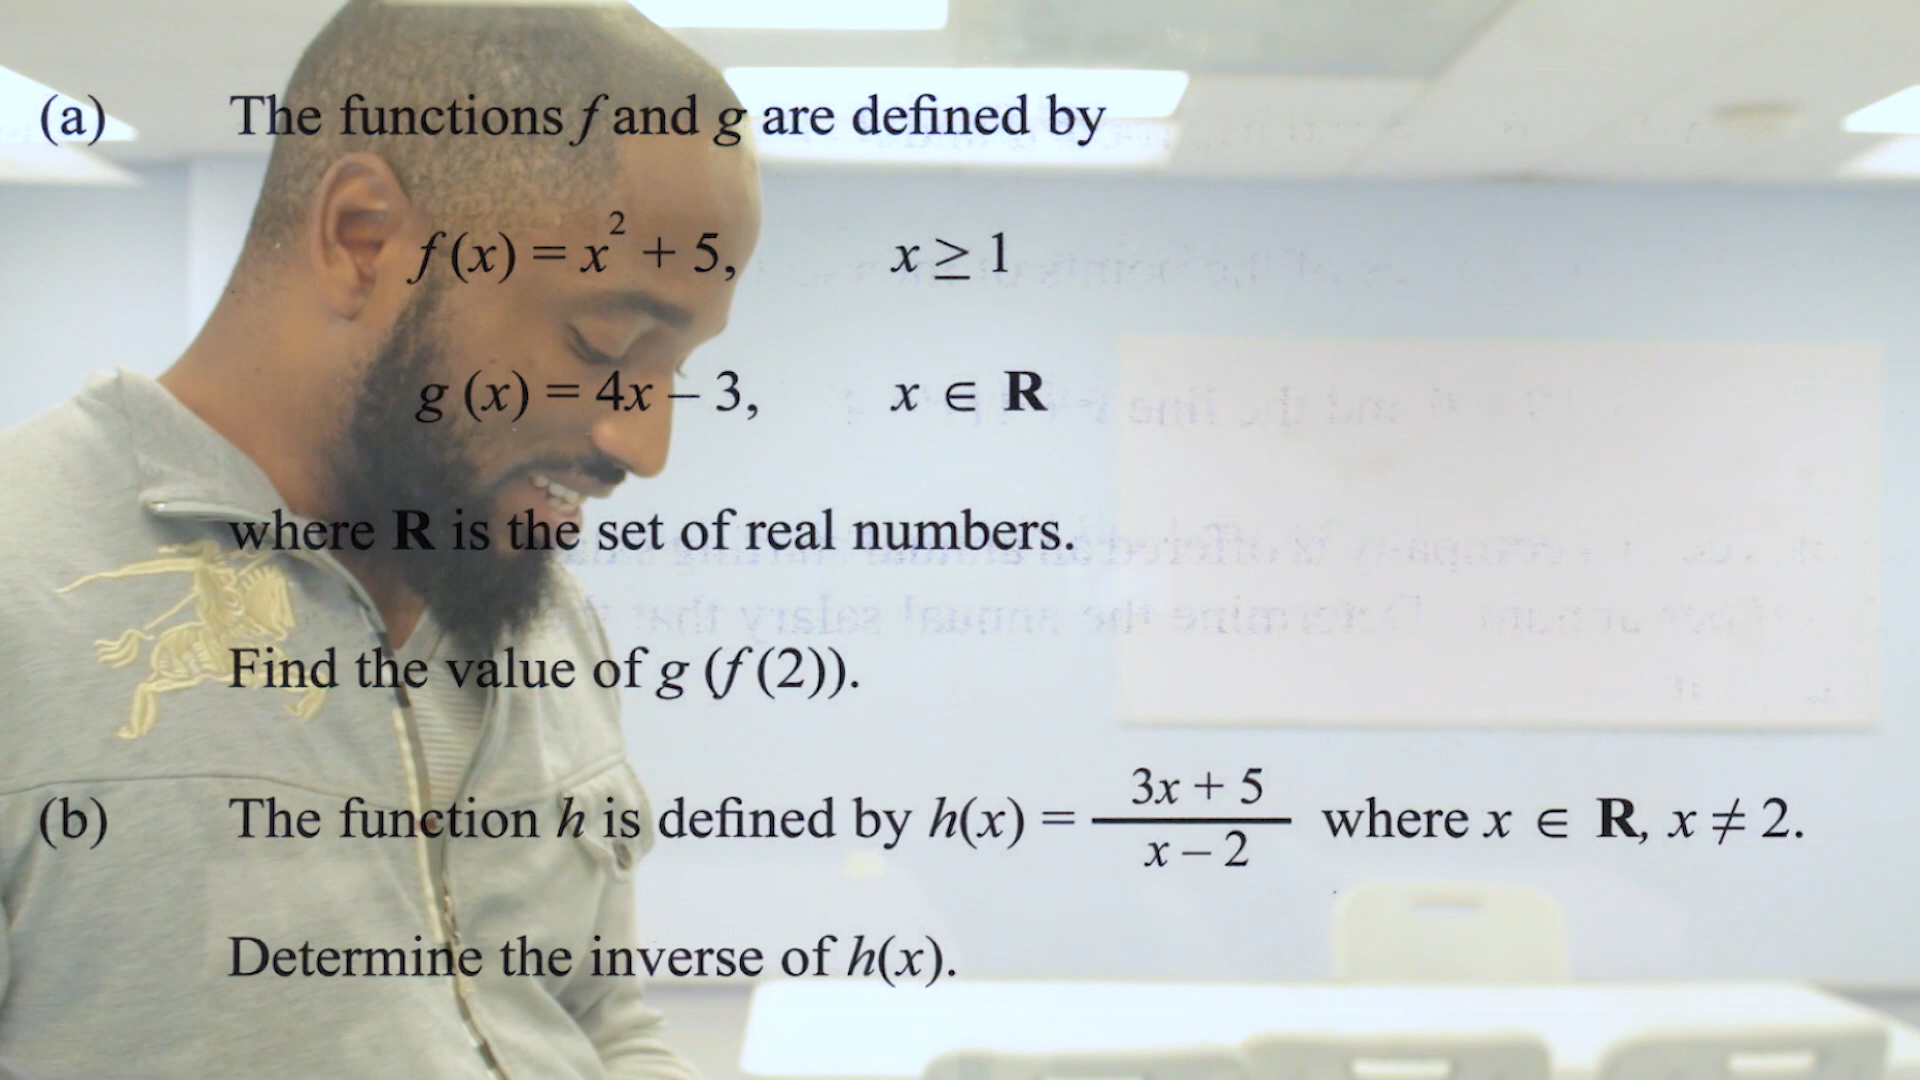 (a) The functions f and g are defined by
f(x) = x² + 5, x ≥ 1
g (x) = 4x – 3, x ∈ R
where R is the set of real numbers.
Find the value of g (f(2)).
(b) The function h is defined by h(x) = (3x + 5)/(x – 2) where x ∈ R, x ≠ 2.
Determine the inverse of h(x).